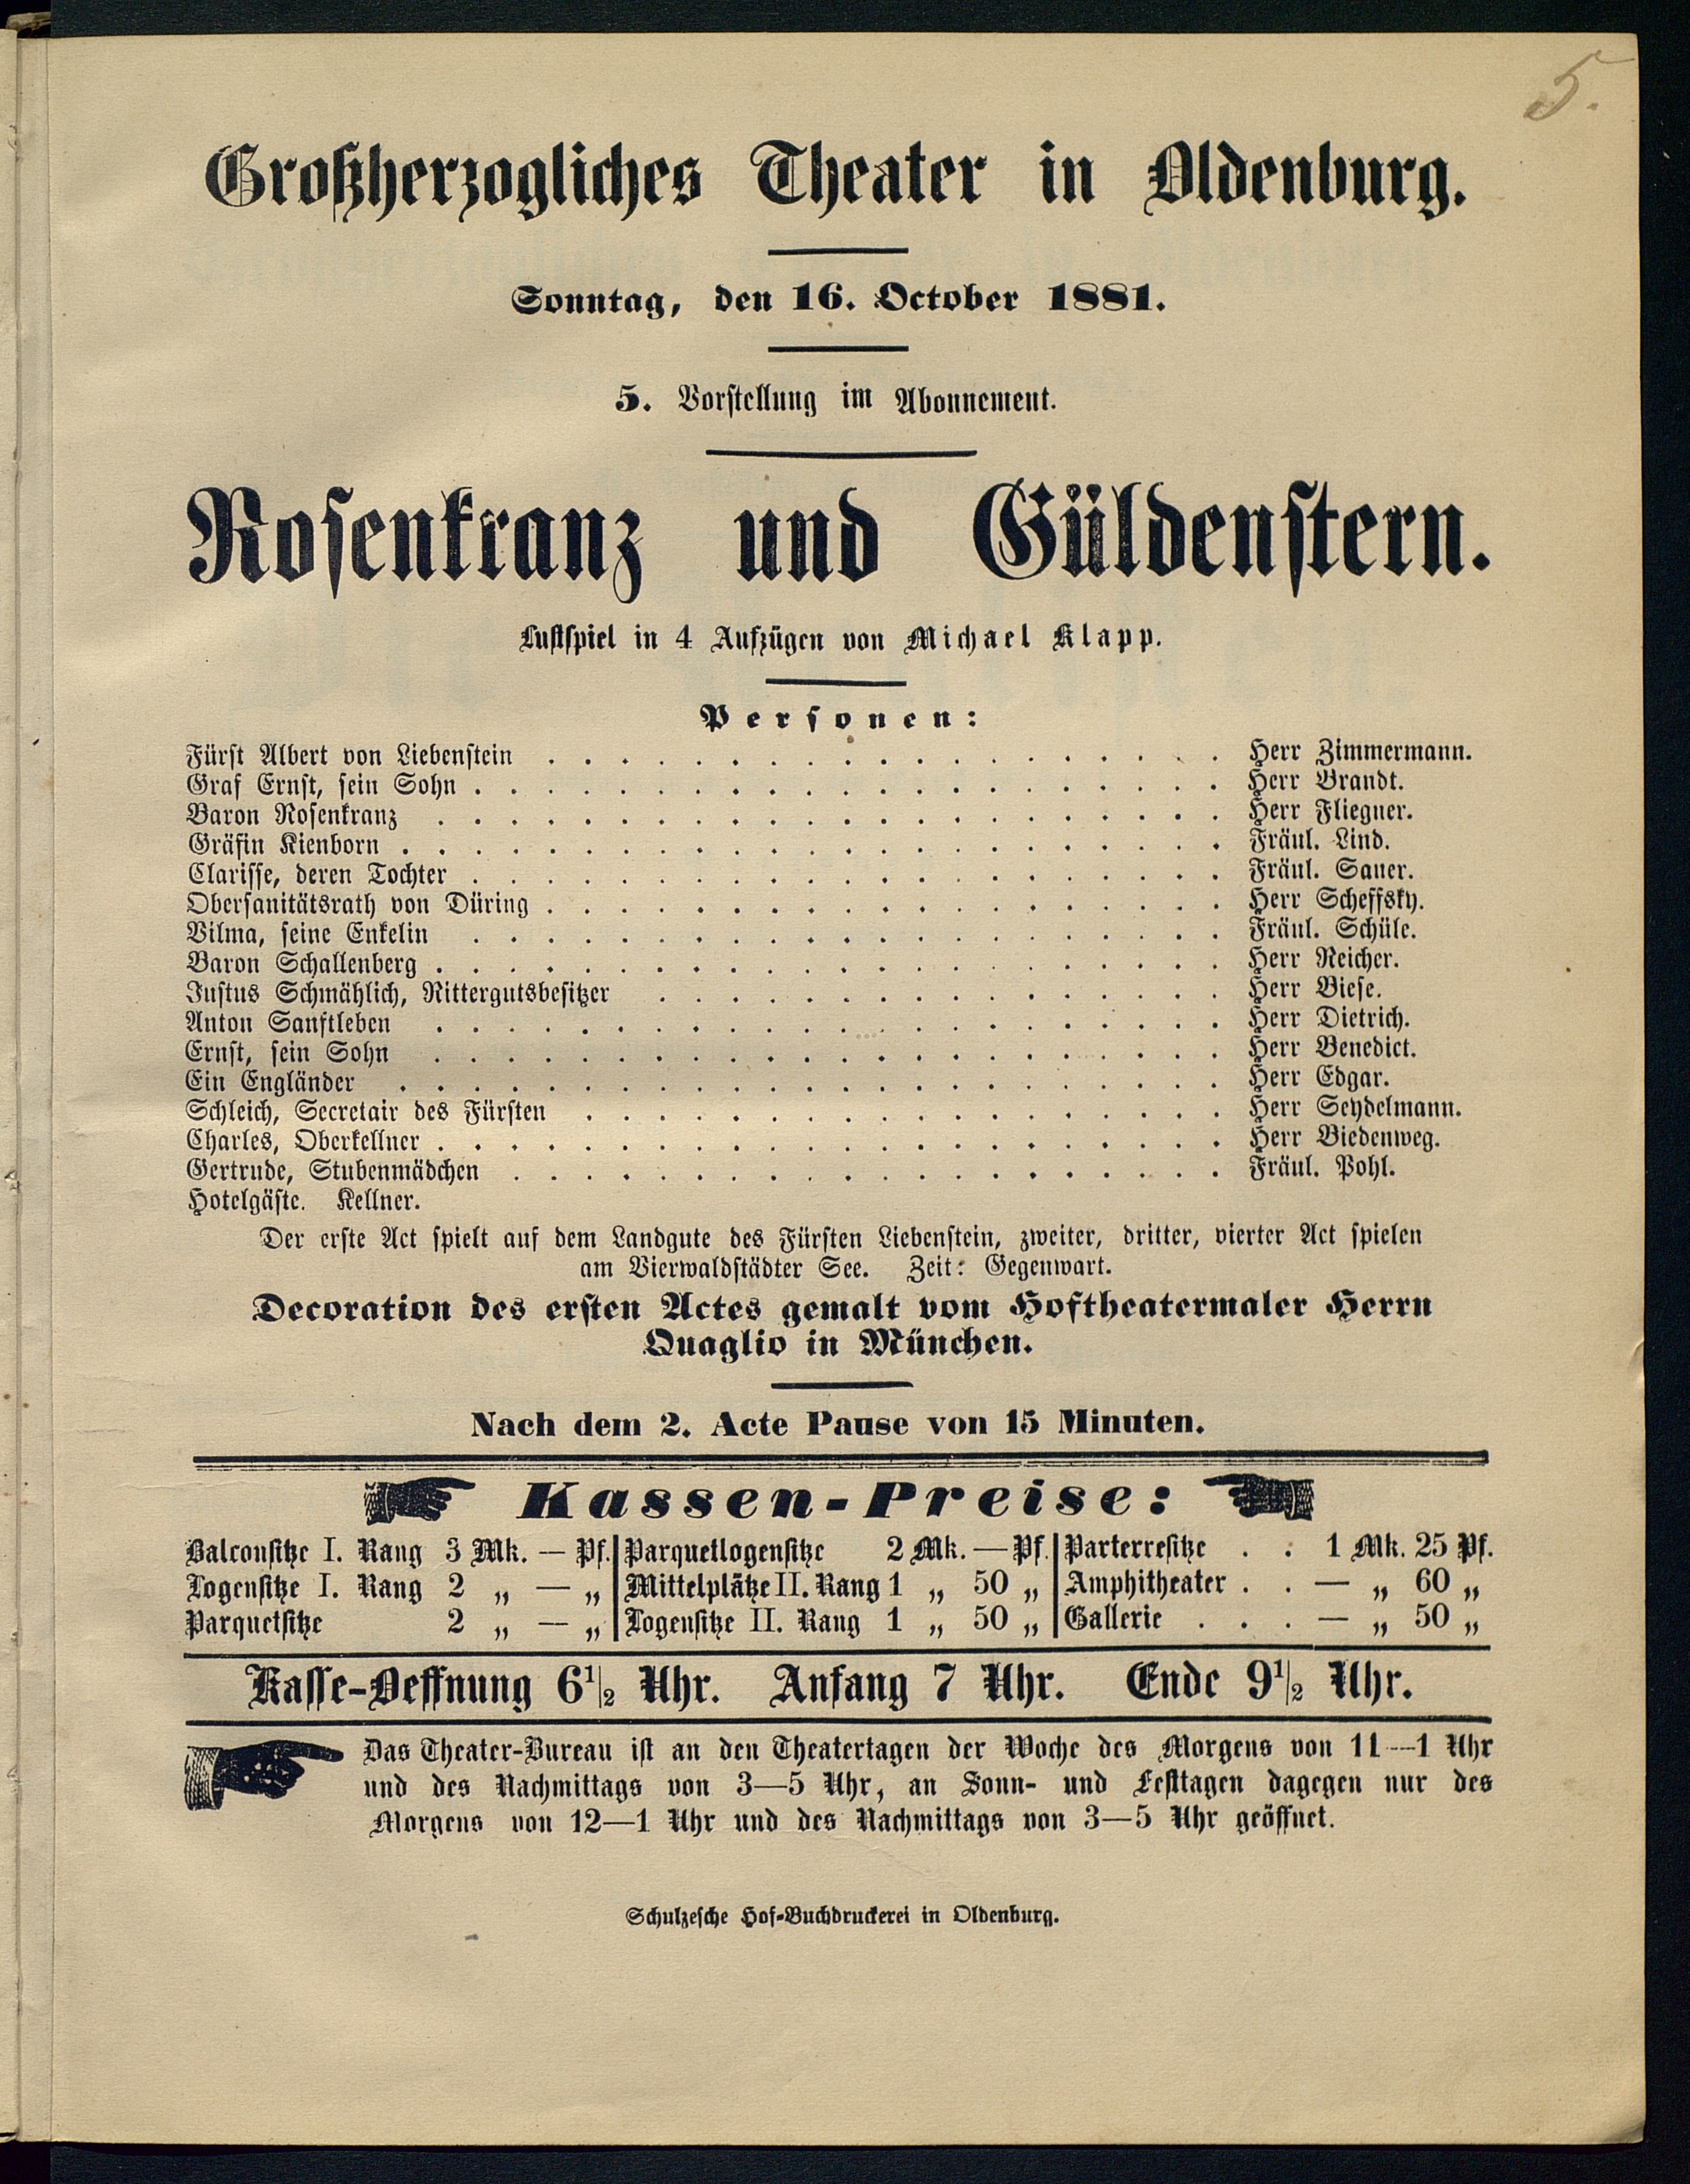 5.
Großherzogliches Theater in Oldenburg.
Sonntag, den 16. October 1881.
5. Vorstellung im Abonnement.
Rosenkranz und Güldenstern.
Lustspiel in 4 Aufzügen von Michael Klapp.
Personen:
Fürst Albert von Liebenstein . . . . . . . . . . . . . . . . . . . Herr Zimmermann.
Graf Ernst, sein Sohn . . . . . . . . . . . . . . . . . . . . . Herr Brandt.
Baron Rosenkranz . . . . . . . . . . . . . . . . . . . . . . Herr Fliegner.
Gräfin Kienborn . . . . . . . . . . . . . . . . . . . . . . . Fräul. Lind.
Clarisse, deren Tochter . . . . . . . . . . . . . . . . . . . . . Fräul. Sauer.
Obersanitätsrath von Düring . . . . . . . . . . . . . . . . . . . Herr Scheffsky.
Vilma, seine Enkelin . . . . . . . . . . . . . . . . . . . . . Fräul. Schüle.
Baron Schallenberg . . . . . . . . . . . . . . . . . . . . . . Herr Reicher.
Justus Schmählich, Rittergutsbesitzer . . . . . . . . . . . . . . . . Herr Biese.
Anton Sanftleben . . . . . . . . . . . . . . . . . . . . . . Herr Dietrich.
Ernst, sein Sohn . . . . . . . . . . . . . . . . . . . . . . Herr Benedict.
Ein Engländer . . . . . . . . . . . . . . . . . . . . . . . Herr Edgar.
Schleich, Secretair des Fürsten . . . . . . . . . . . . . . . . . . Herr Seydelmann.
Charles, Oberkellner . . . . . . . . . . . . . . . . . . . . . . Herr Biedenweg.
Gertrude, Stubenmädchen . . . . . . . . . . . . . . . . . . . . Fräul. Pohl.
Hotelgäste. Kellner.
Der erste Act spielt auf dem Landgute des Fürsten Liebenstein, zweiter, dritter, vierter Act spielen
am Vierwaldstädter See. Zeit: Gegenwart.
Decoration des ersten Actes gemalt vom Hoftheatermaler Herrn
Quaglio in München.
Nach dem 2. Acte Pause von 15 Minuten.
Kassen-Preise:
Balconsitze I. Rang 3 Mk. — Pf. Parquetlogensitze 2 Mk. — Pf. Parterresitze . . 1 Mk. 25 Pf.
Logensitze I. Rang 2 „ — „ Mittelplätze II. Rang 1 „ 50 „ Amphitheater . . — „ 60 „
Parquetsitze 2 „ — „ Logensitze II. Rang 1 „ 50 „ Gallerie . . . — „ 50 „
Kasse-Oeffnung 6½ Uhr. Anfang 7 Uhr. Ende 9½ Uhr.
Das Theater-Bureau ist an den Theatertagen der Woche des Morgens von 11—1 Uhr
und des Nachmittags von 3—5 Uhr, an Sonn- und Festtagen dagegen nur des
Morgens von 12—1 Uhr und des Nachmittags von 3—5 Uhr geöffnet.
Schulzesche Hof-Buchdruckerei in Oldenburg.